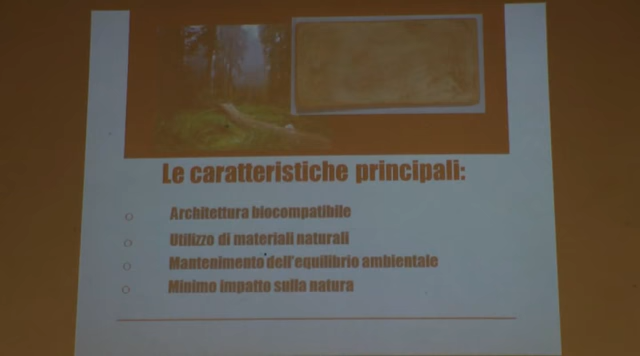 Le caratteristiche principali:
Architettura biocompatibile
Utilizzo di materiali naturali
Mantenimento dell'equilibrio ambientale
Minimo impatto sulla natura